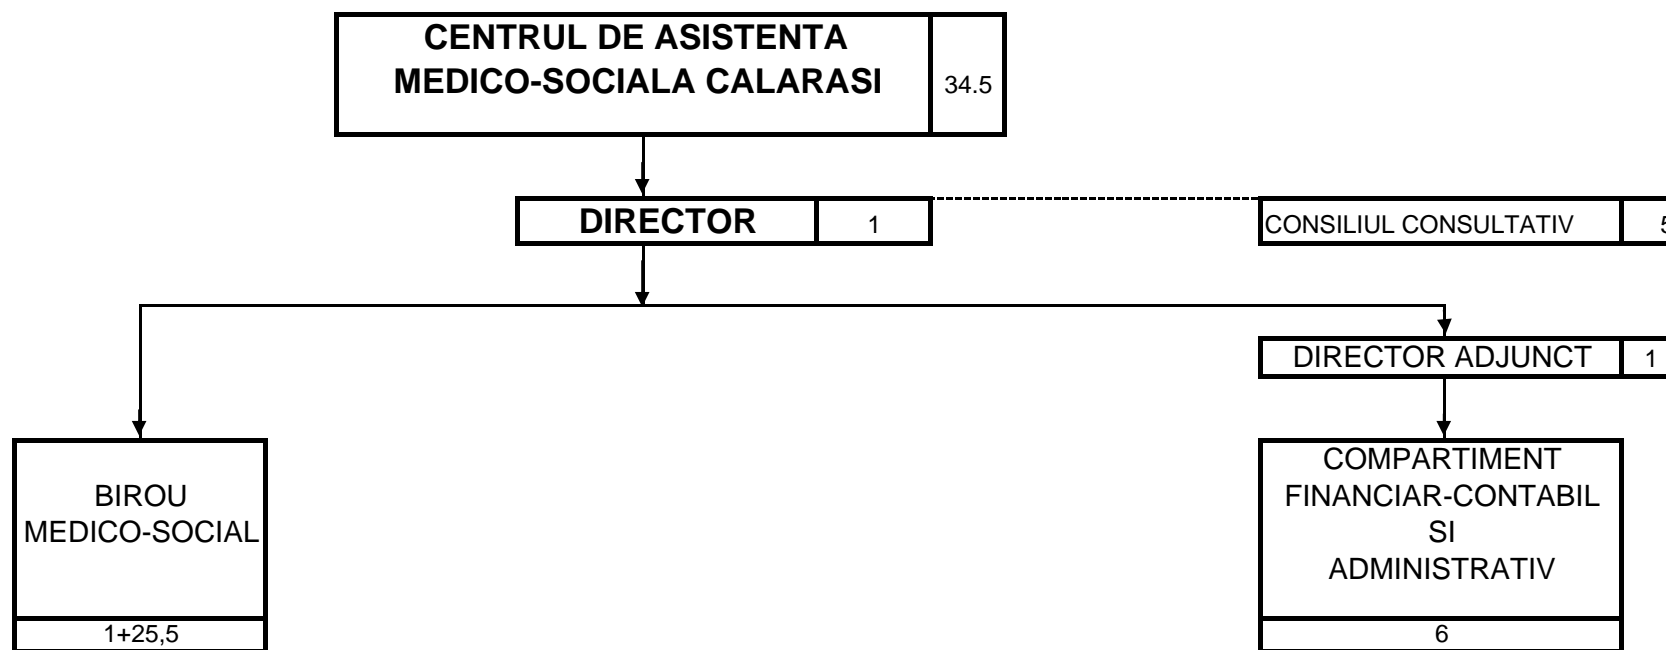 CENTRUL DE ASISTENTA
MEDICO-SOCIALA CALARASI
34.5
DIRECTOR
1
CONSILIUL CONSULTATIV
5
DIRECTOR ADJUNCT
1
BIROU
MEDICO-SOCIAL
1+25,5
COMPARTIMENT
FINANCIAR-CONTABIL
SI
ADMINISTRATIV
6